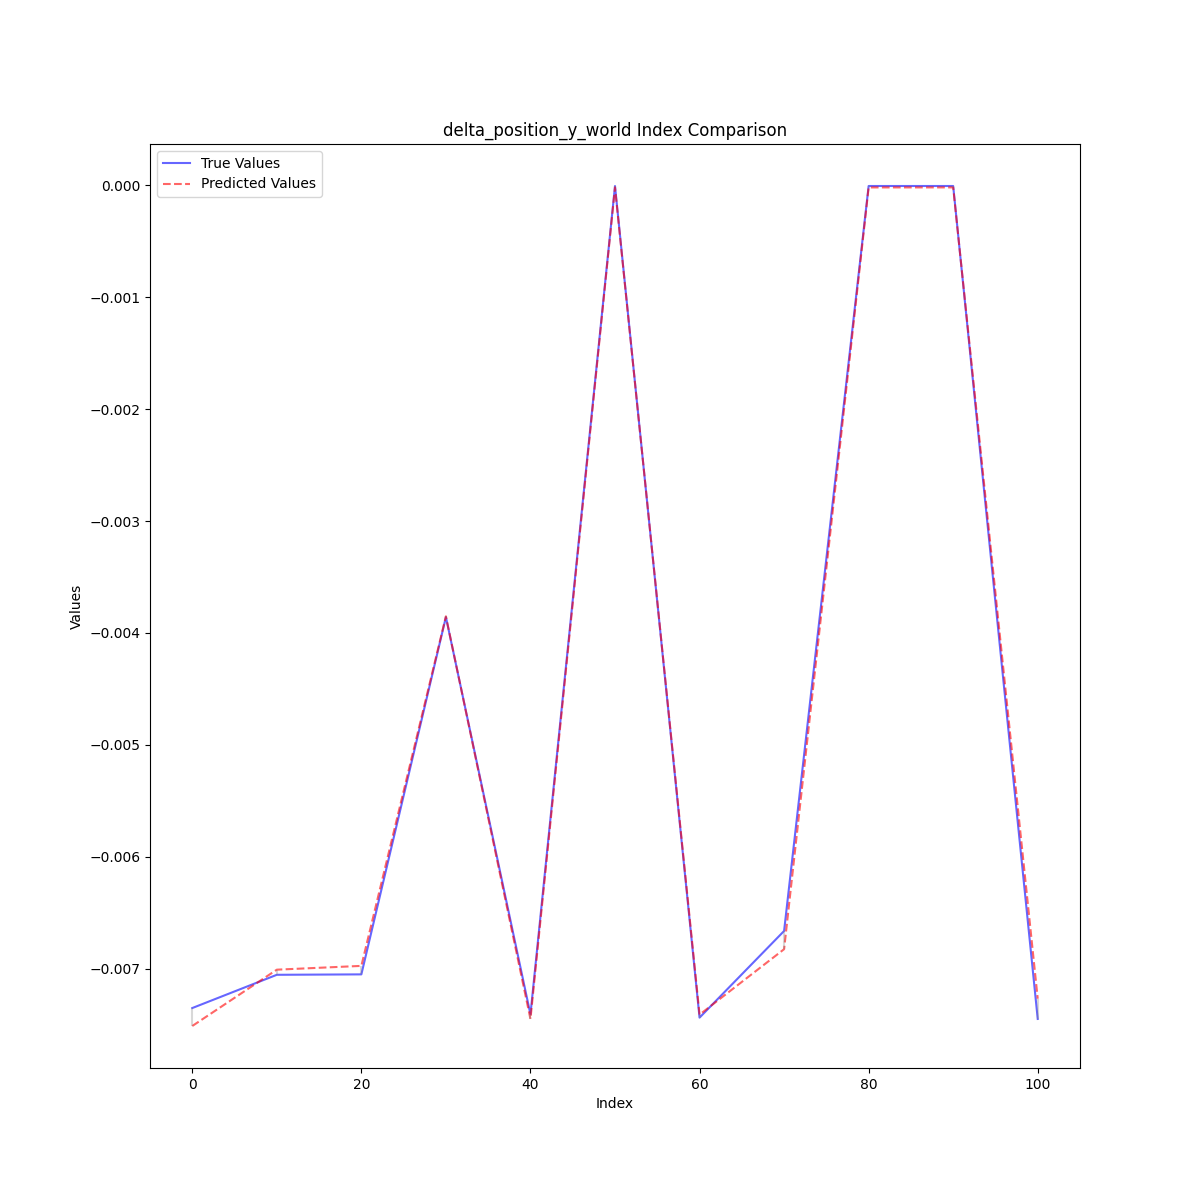 delta_position_y_world Index Comparison
True Values
Predicted Values
0.000
−0.001
−0.002
−0.003
−0.004
−0.005
−0.006
−0.007
Values
0 20 40 60 80 100
Index